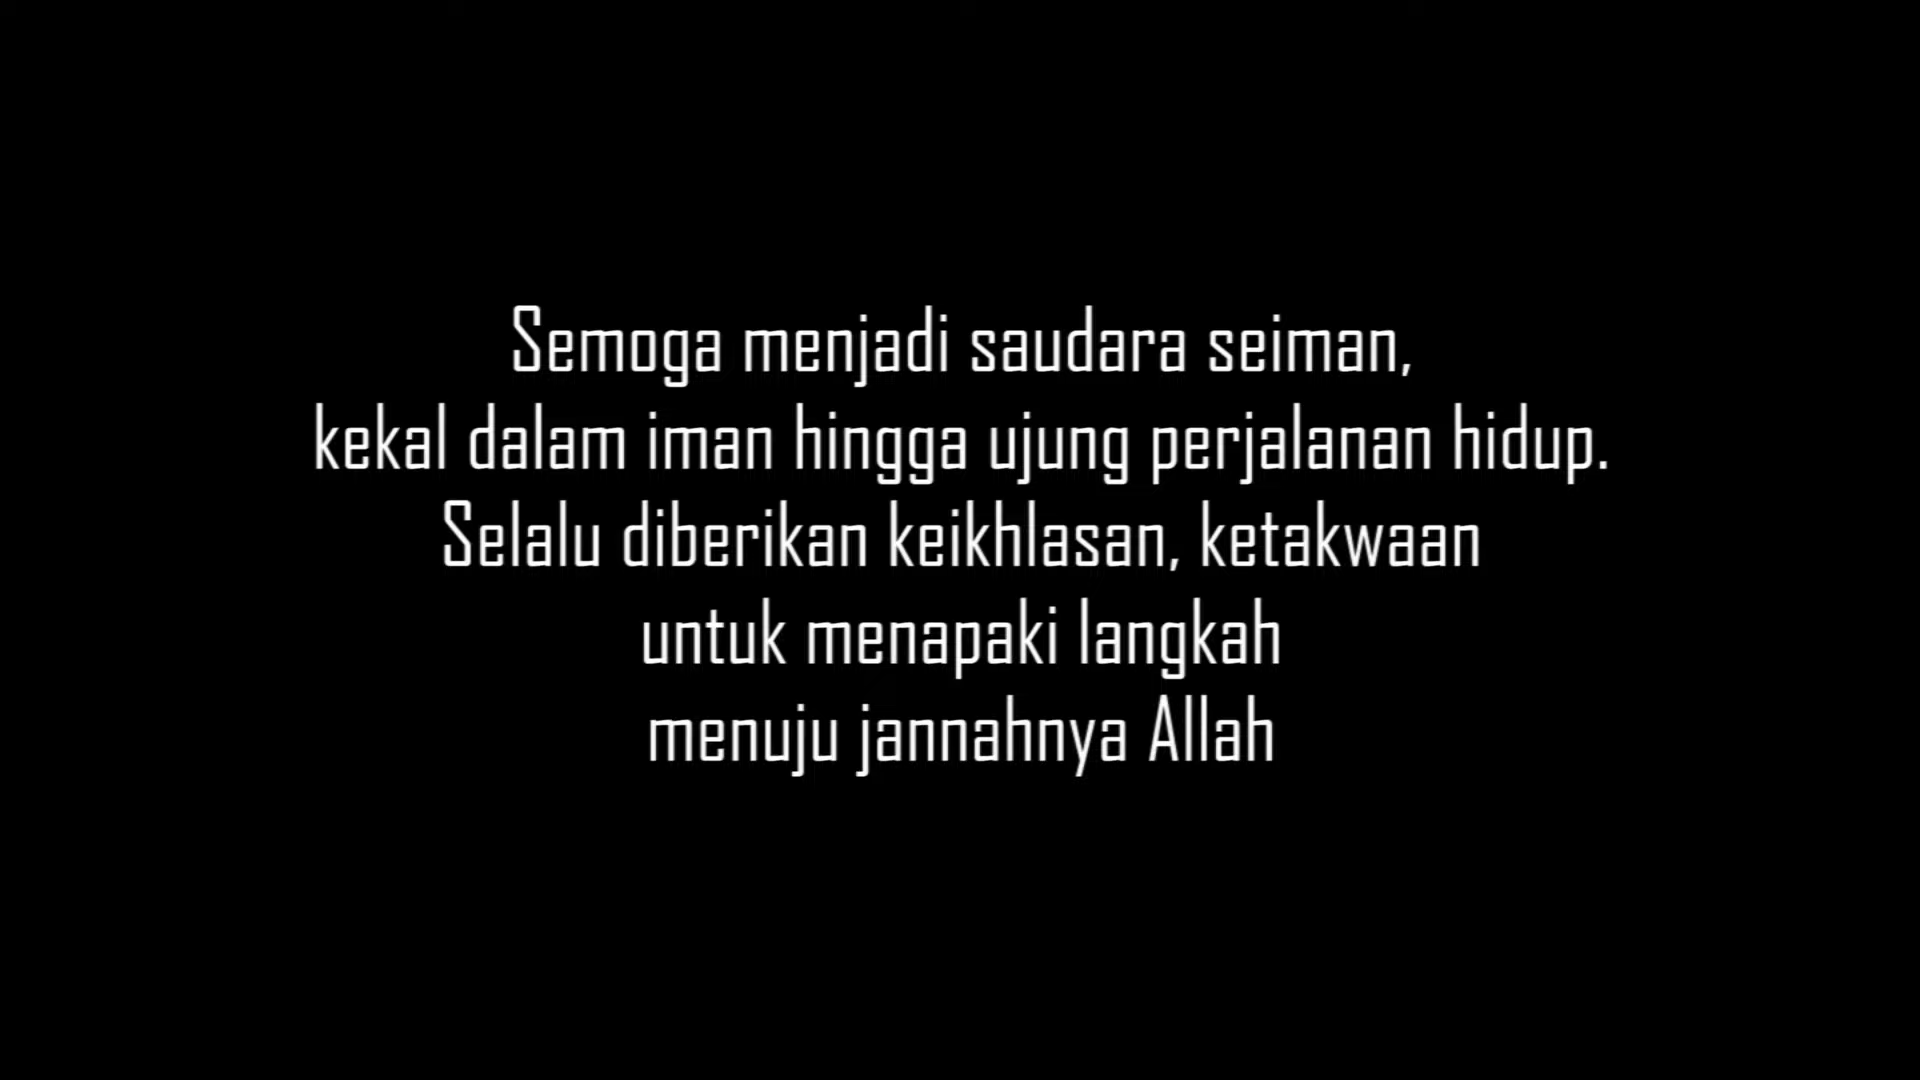 Semoga menjadi saudara seiman,
kekal dalam iman hingga ujung perjalanan hidup.
Selalu diberikan keikhlasan, ketakwaan
untuk menapaki langkah
menuju jannahnya Allah